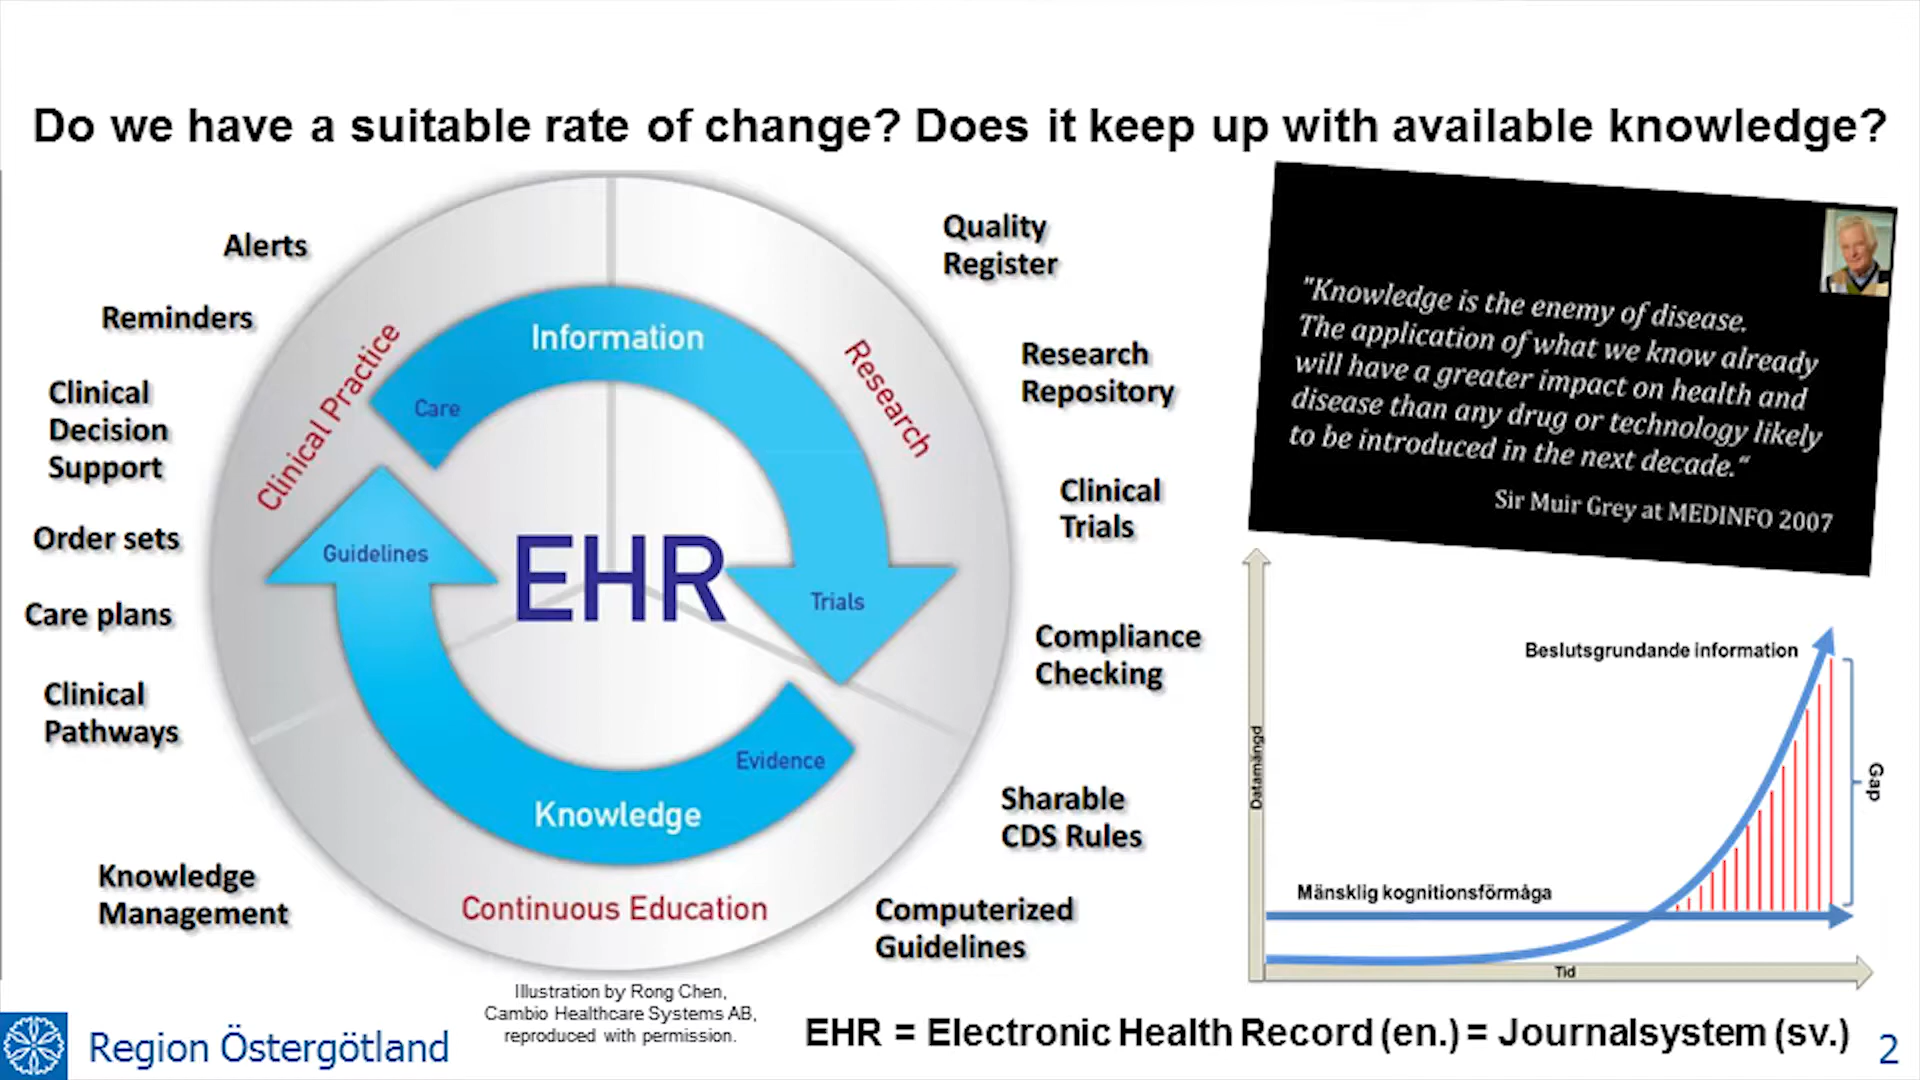 Do we have a suitable rate of change? Does it keep up with available knowledge?
Alerts
Reminders
Clinical
Decision
Support
Order sets
Care plans
Clinical
Pathways
Knowledge
Management
Clinical Practice
Information
Care
Research
Guidelines
EHR
Trials
Evidence
Knowledge
Continuous Education
Quality
Register
Research
Repository
Clinical
Trials
Compliance
Checking
Sharable
CDS Rules
Computerized
Guidelines
"Knowledge is the enemy of disease.
The application of what we know already
will have a greater impact on health and
disease than any drug or technology likely
to be introduced in the next decade.“
Sir Muir Grey at MEDINFO 2007
Beslutsgrundande information
Datamängd
Gap
Mänsklig kognitionsförmåga
Tid
Illustration by Rong Chen,
Cambio Healthcare Systems AB,
reproduced with permission.
Region Östergötland
EHR = Electronic Health Record (en.) = Journalsystem (sv.)
2